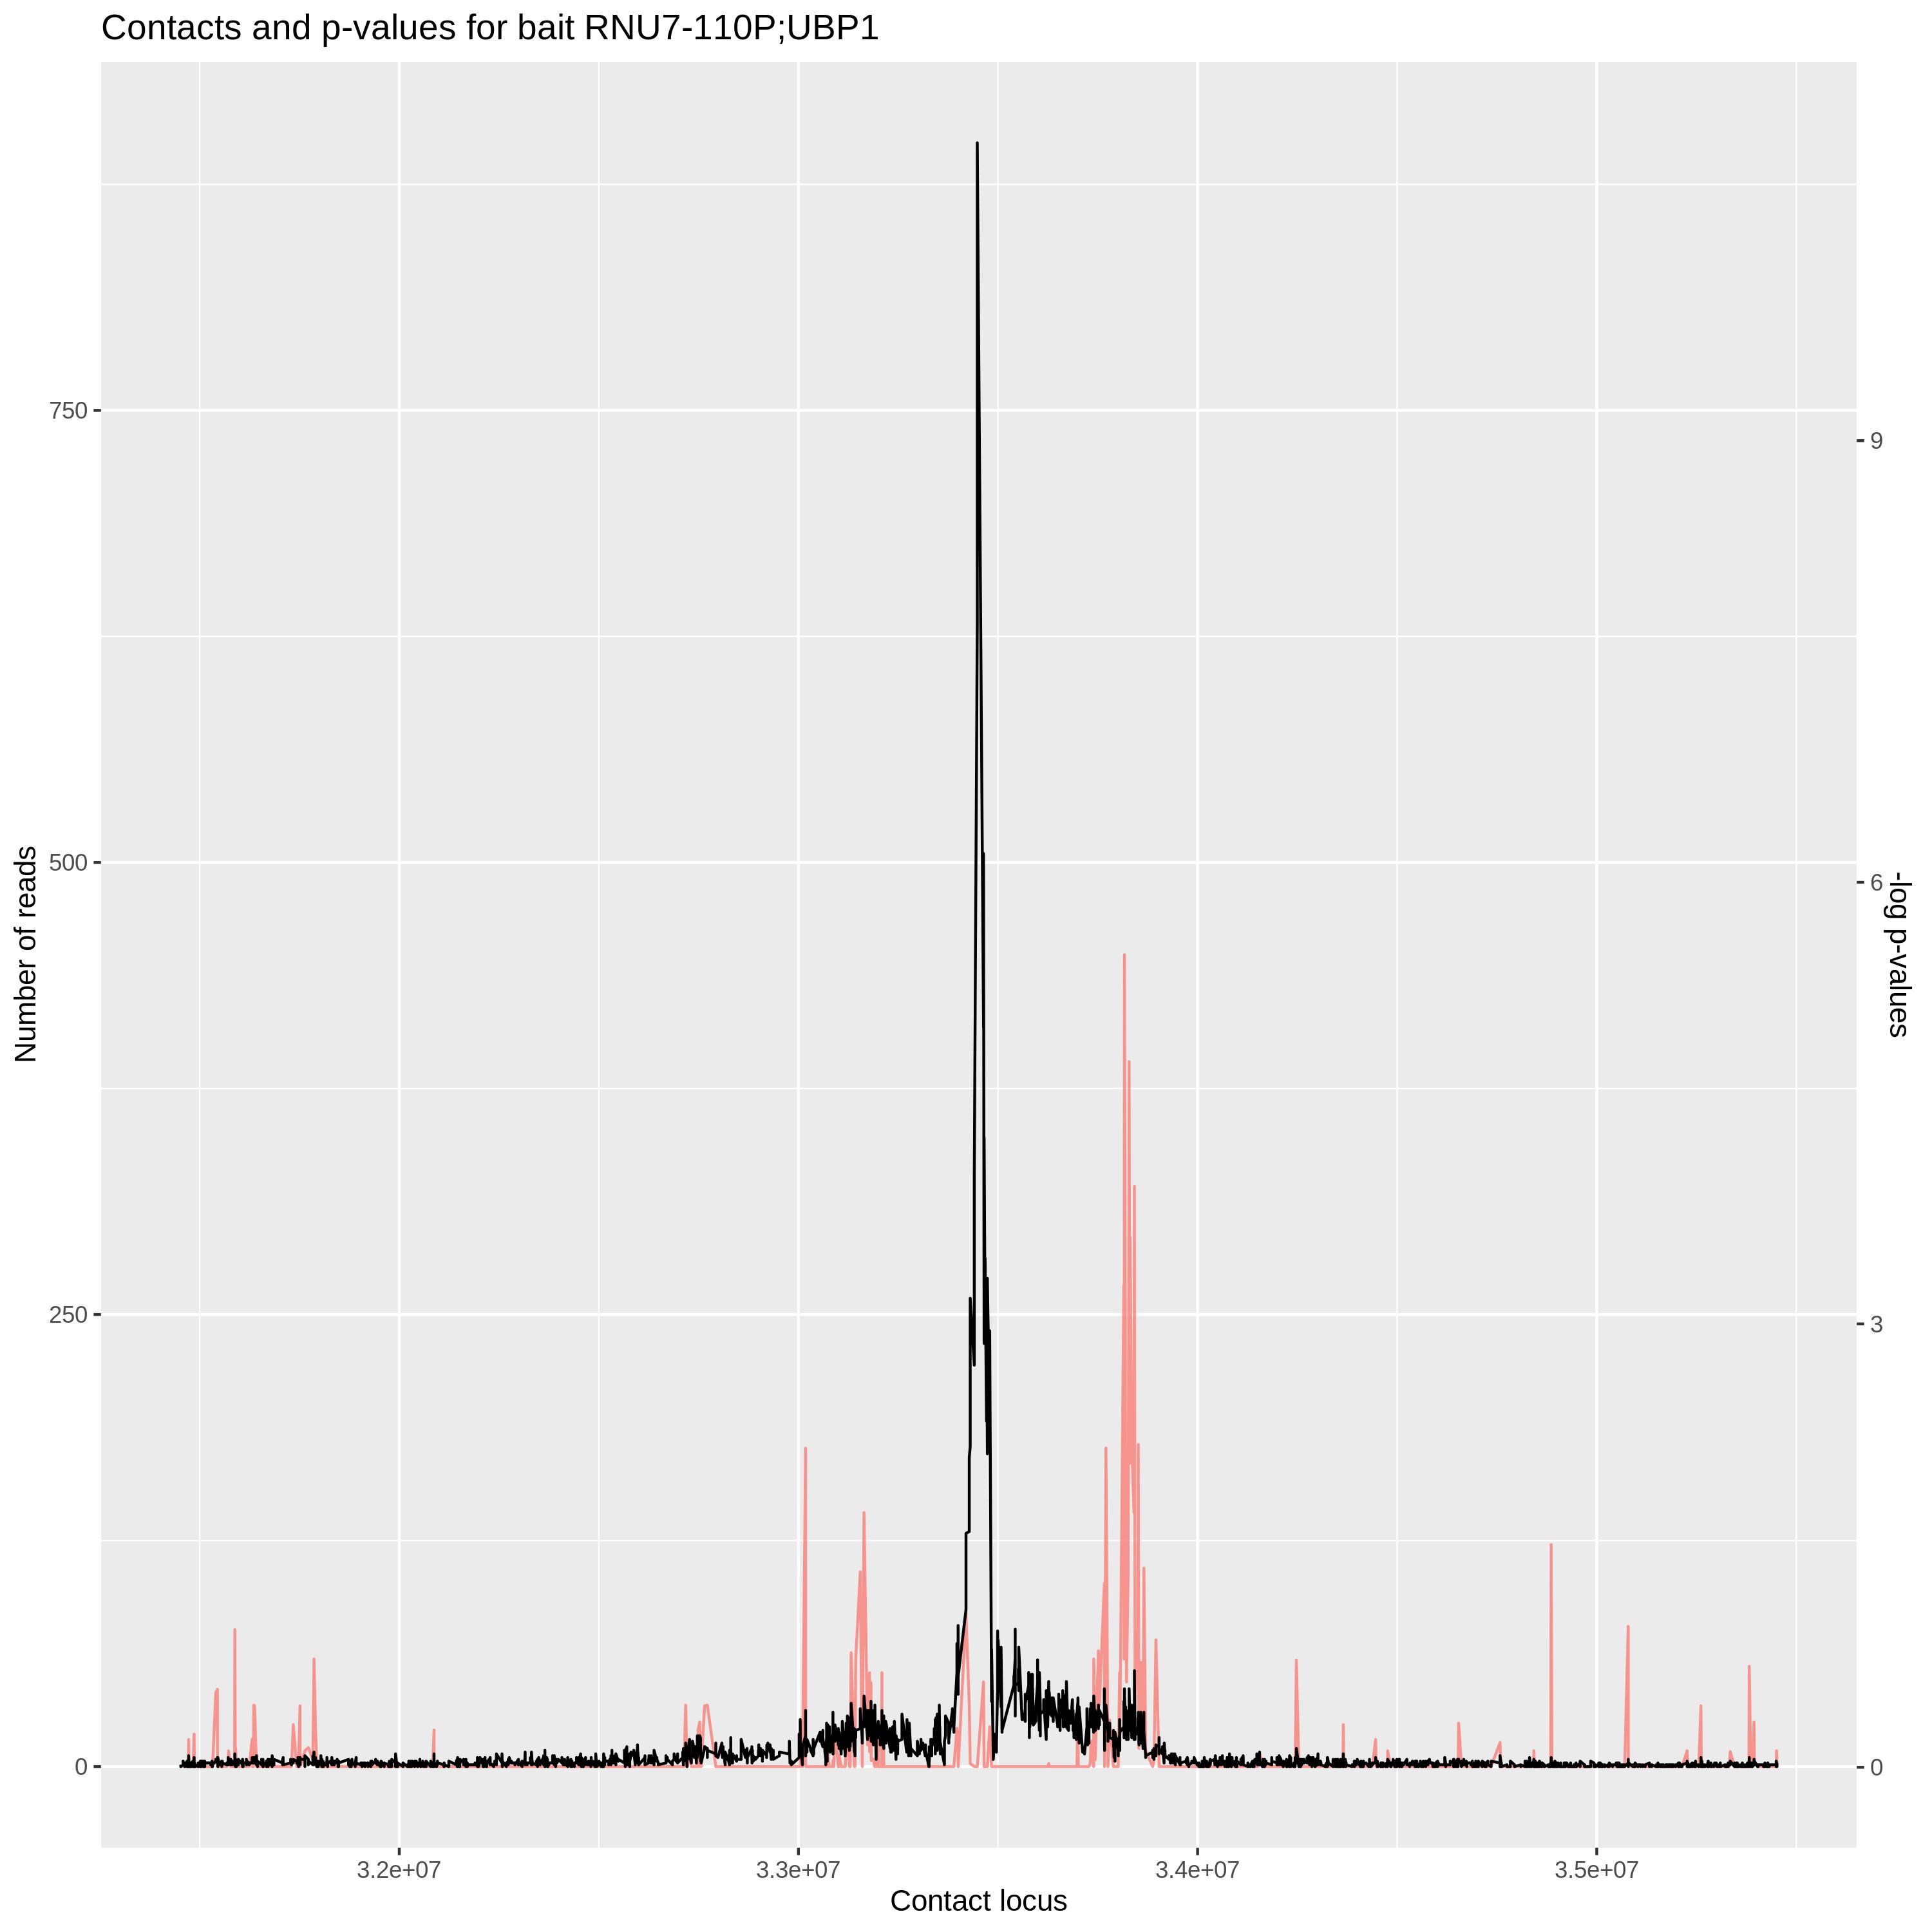 Contacts and p-values for bait RNU7-110P;UBP1
750
500
250
0
Number of reads
9
6
3
0
-log p-values
3.2e+07
3.3e+07
3.4e+07
3.5e+07
Contact locus